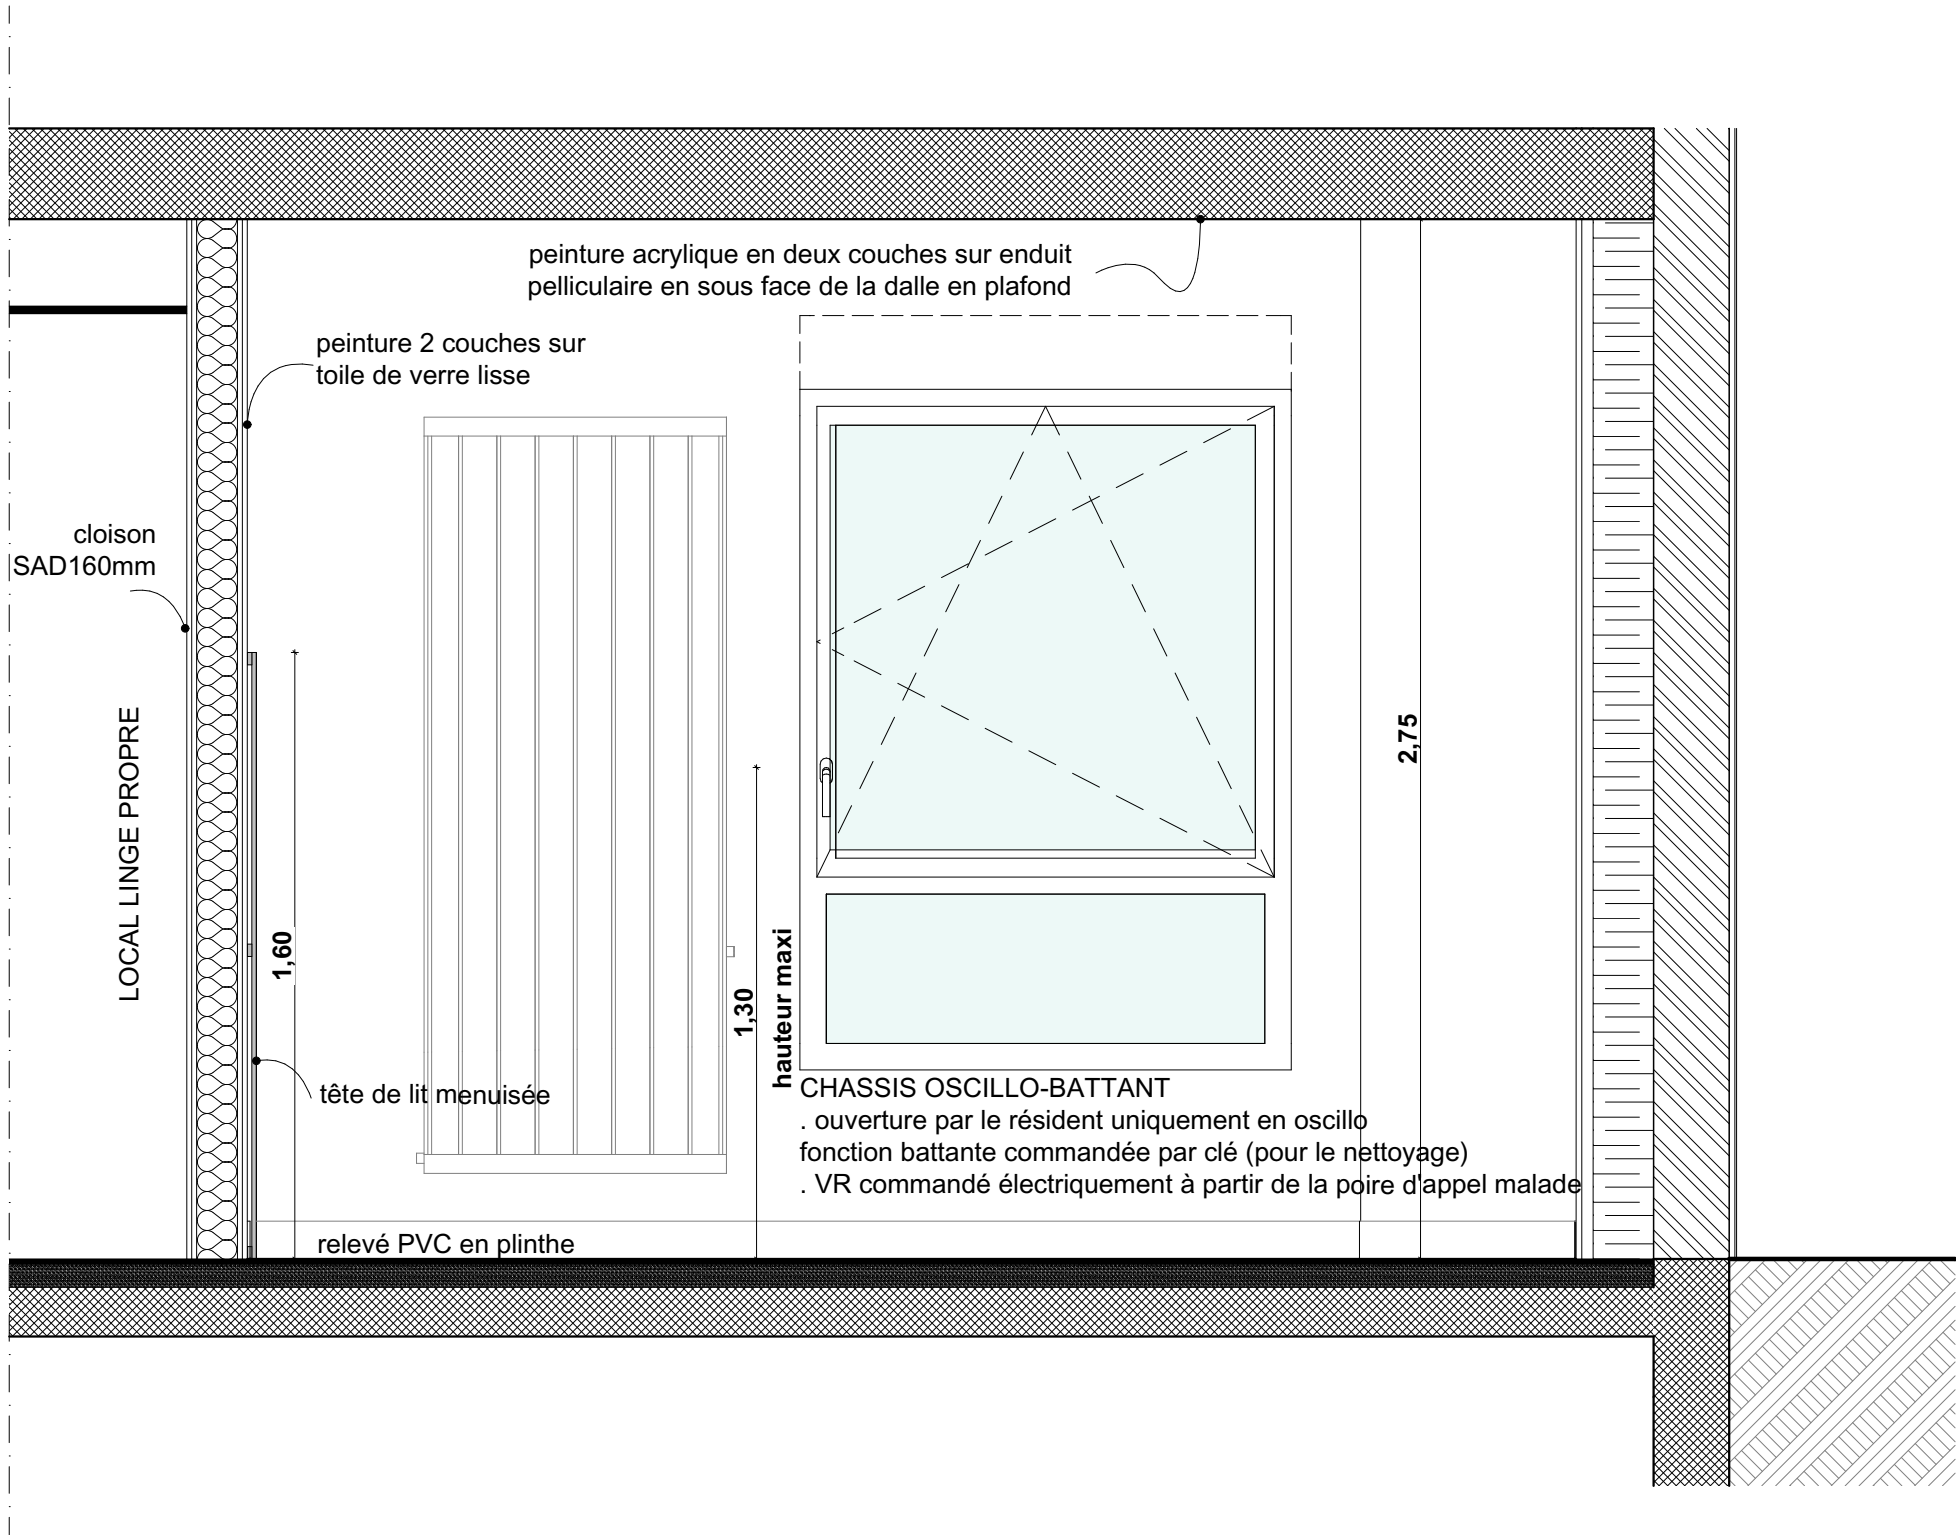 peinture acrylique en deux couches sur enduit
pelliculaire en sous face de la dalle en plafond
peinture 2 couches sur
toile de verre lisse
cloison
SAD160mm
LOCAL LINGE PROPRE
1,60
1,30
hauteur maxi
2,75
tête de lit menuisée
CHASSIS OSCILLO-BATTANT
. ouverture par le résident uniquement en oscillo
fonction battante commandée par clé (pour le nettoyage)
. VR commandé électriquement à partir de la poire d'appel malade
relevé PVC en plinthe